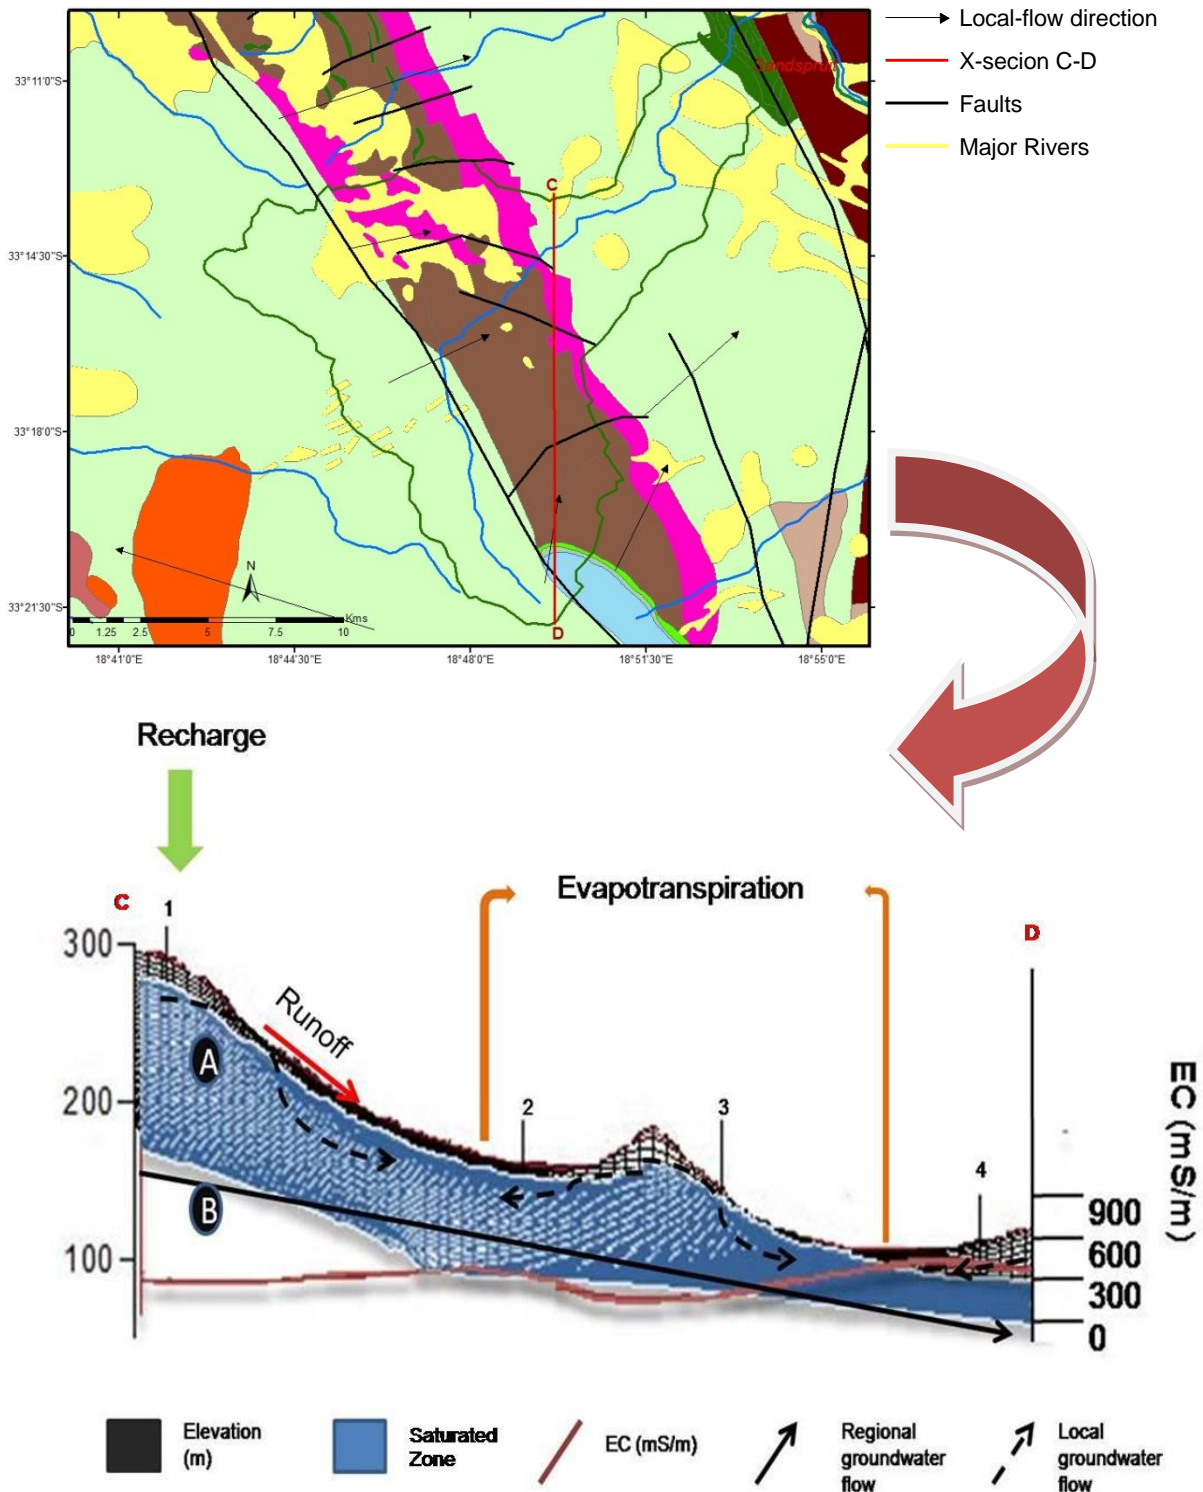 Local-flow direction
X-secion C-D
Faults
Major Rivers
Sandspruit
33°11'0"S
33°14'30"S
33°18'0"S
33°21'30"S
C
D
N
Kms
0 1.25 2.5 5 7.5 10
18°41'0"E 18°44'30"E 18°48'0"E 18°51'30"E 18°55'0"E
Recharge
Evapotranspiration
C
1
D
300
Runoff
A
200
2
3
4
B
100
900
600
300
0
EC (mS/m)
Elevation
(m)
Saturated
Zone
EC (mS/m)
Regional
groundwater
flow
Local
groundwater
flow